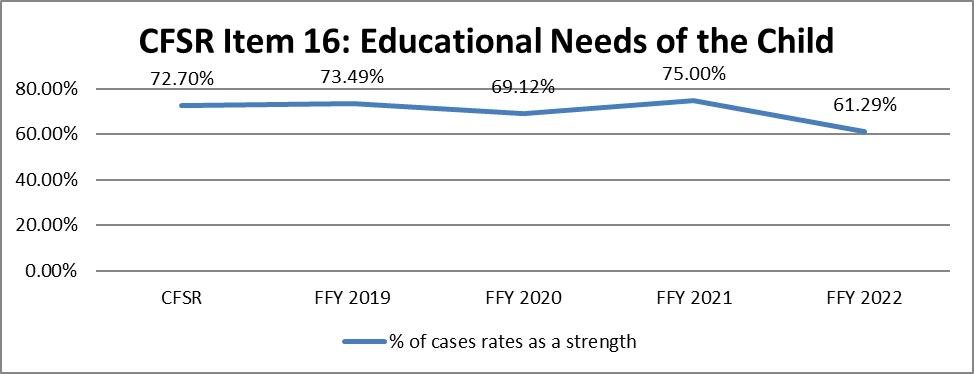 CFSR Item 16: Educational Needs of the Child
72.70% 73.49% 69.12% 75.00% 61.29%
80.00%
60.00%
40.00%
20.00%
0.00%
CFSR FFY 2019 FFY 2020 FFY 2021 FFY 2022
% of cases rates as a strength